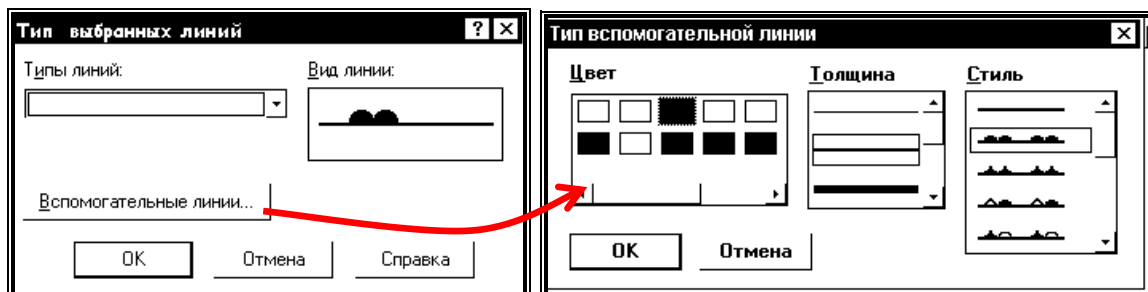 Тип выбранных линий
Типы линий:
Вид линии:
Вспомогательные линии...
OK
Отмена
Справка
Тип вспомогательной линии
Цвет
Толщина
Стиль
OK
Отмена